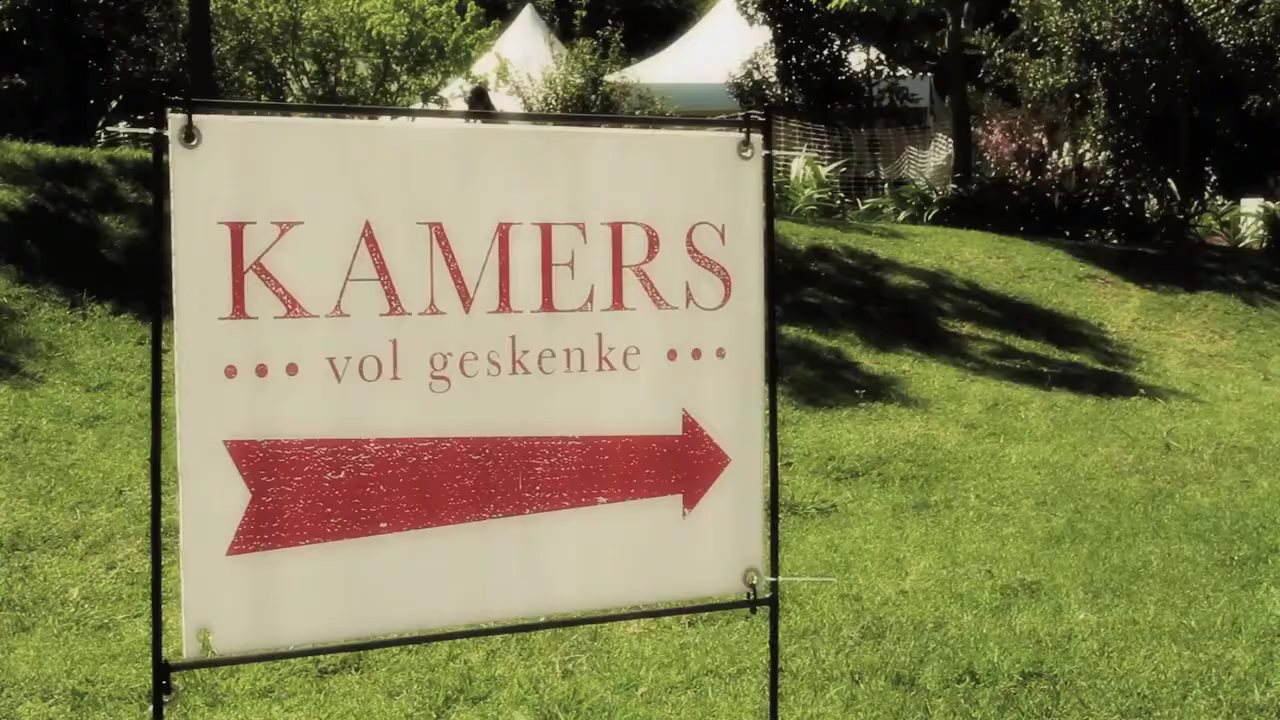 KAMERS
••• vol geskenke •••